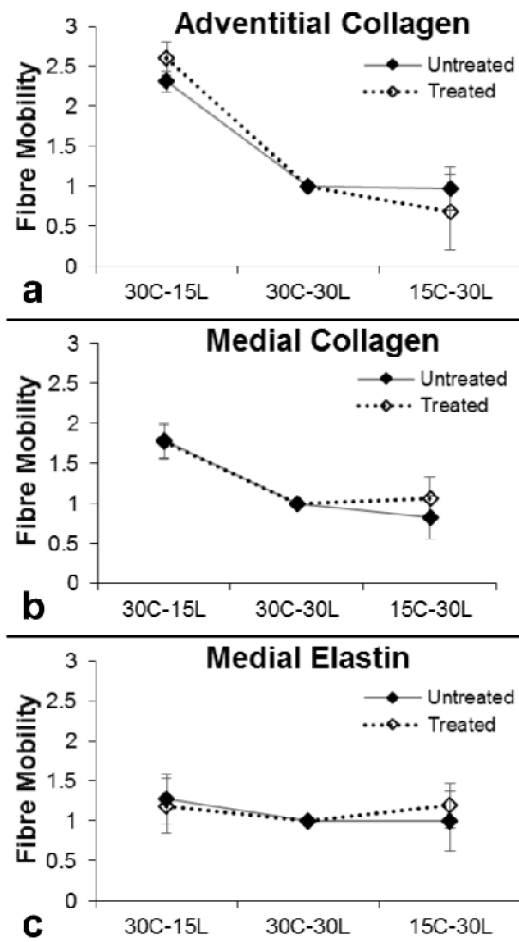 Adventitial Collagen
Fibre Mobility
3
2.5
2
1.5
1
0.5
0
Untreated
Treated
30C-15L 30C-30L 15C-30L
a
Medial Collagen
Fibre Mobility
3
2.5
2
1.5
1
0.5
0
Untreated
Treated
30C-15L 30C-30L 15C-30L
b
Medial Elastin
Fibre Mobility
3
2.5
2
1.5
1
0.5
0
Untreated
Treated
30C-15L 30C-30L 15C-30L
c